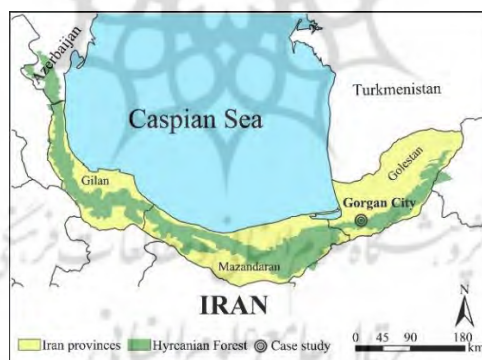 Azerbaijan
Turkmenistan
Caspian Sea
Golestan
Gilan
Gorgan City
Mazandaran
IRAN
N
Iran provinces Hyrcanian Forest Case study
0 45 90 180
km